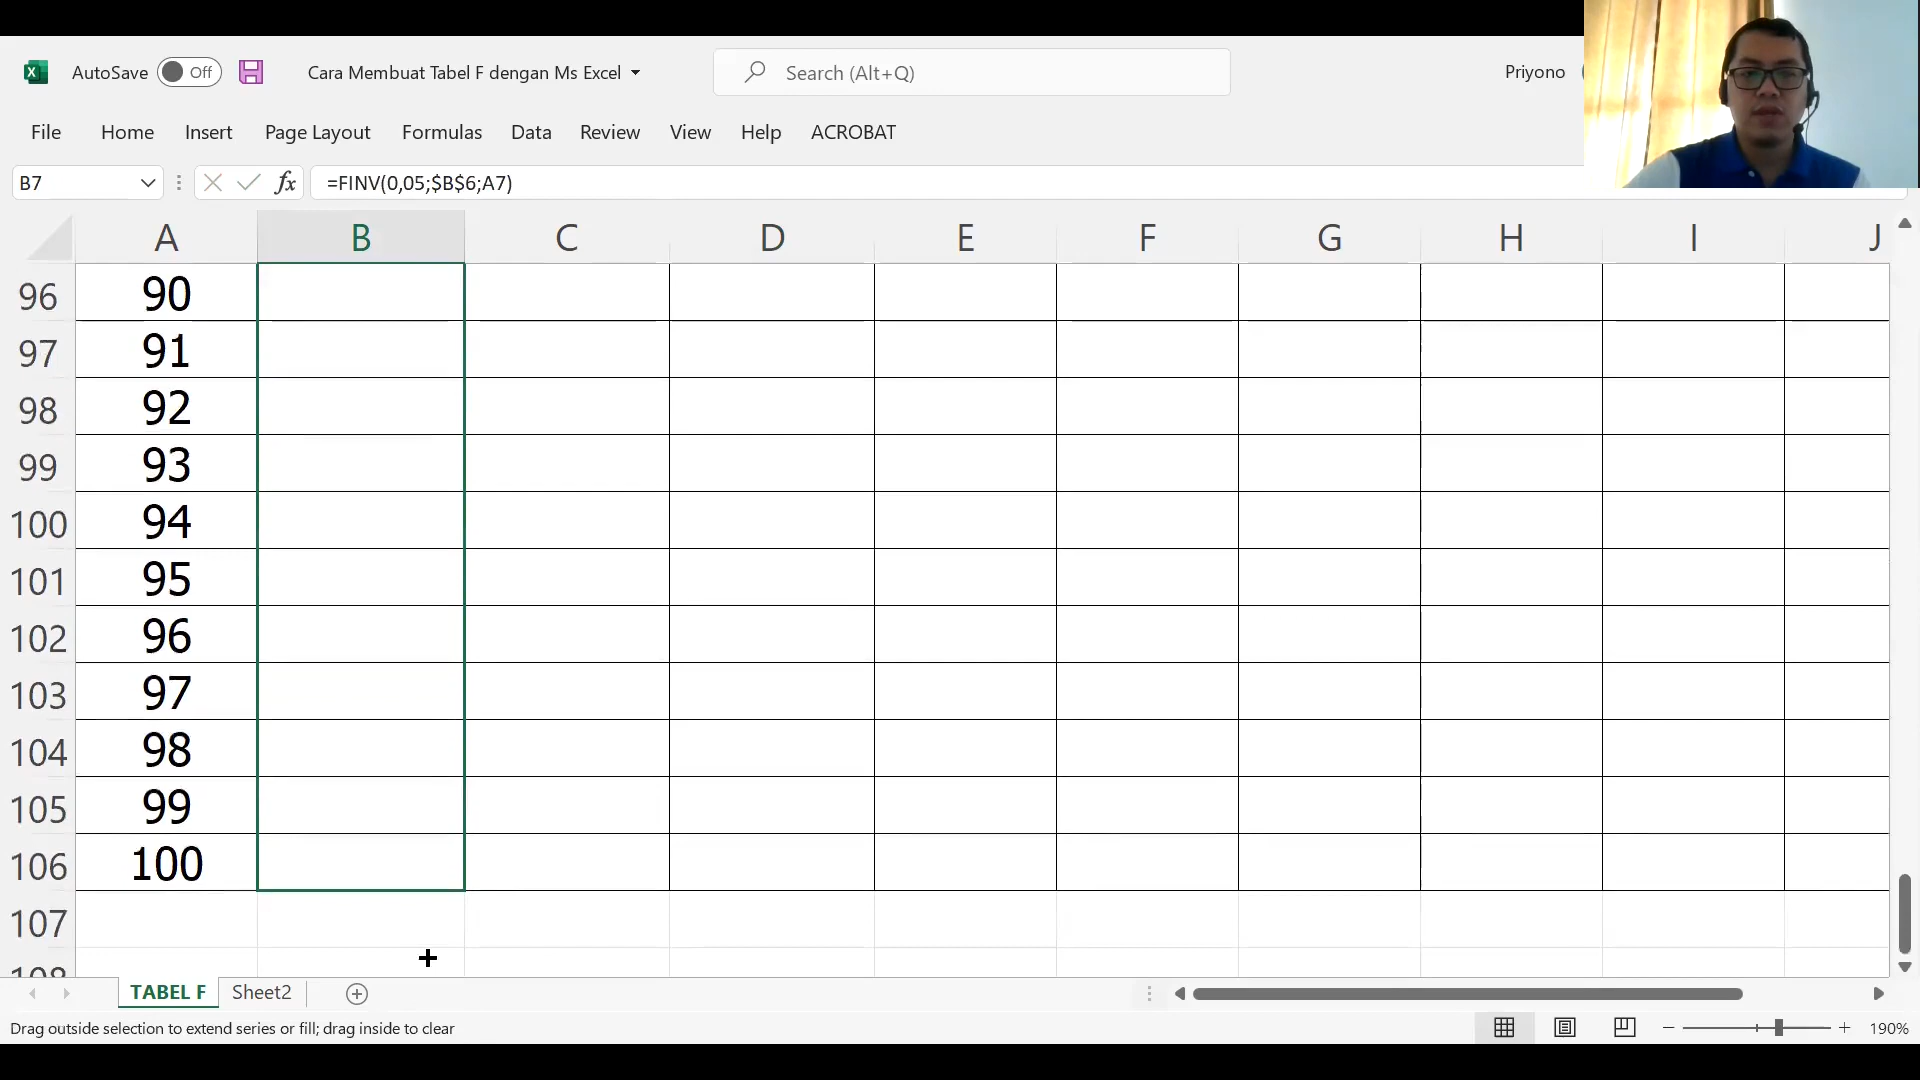 AutoSave Off Cara Membuat Tabel F dengan Ms Excel Search (Alt+Q) Priyono
File Home Insert Page Layout Formulas Data Review View Help ACROBAT
B7 fx =FINV(0,05;$B$6;A7)
A B C D E F G H I J
96 90
97 91
98 92
99 93
100 94
101 95
102 96
103 97
104 98
105 99
106 100
107
108
TABEL F Sheet2
Drag outside selection to extend series or fill; drag inside to clear 190%